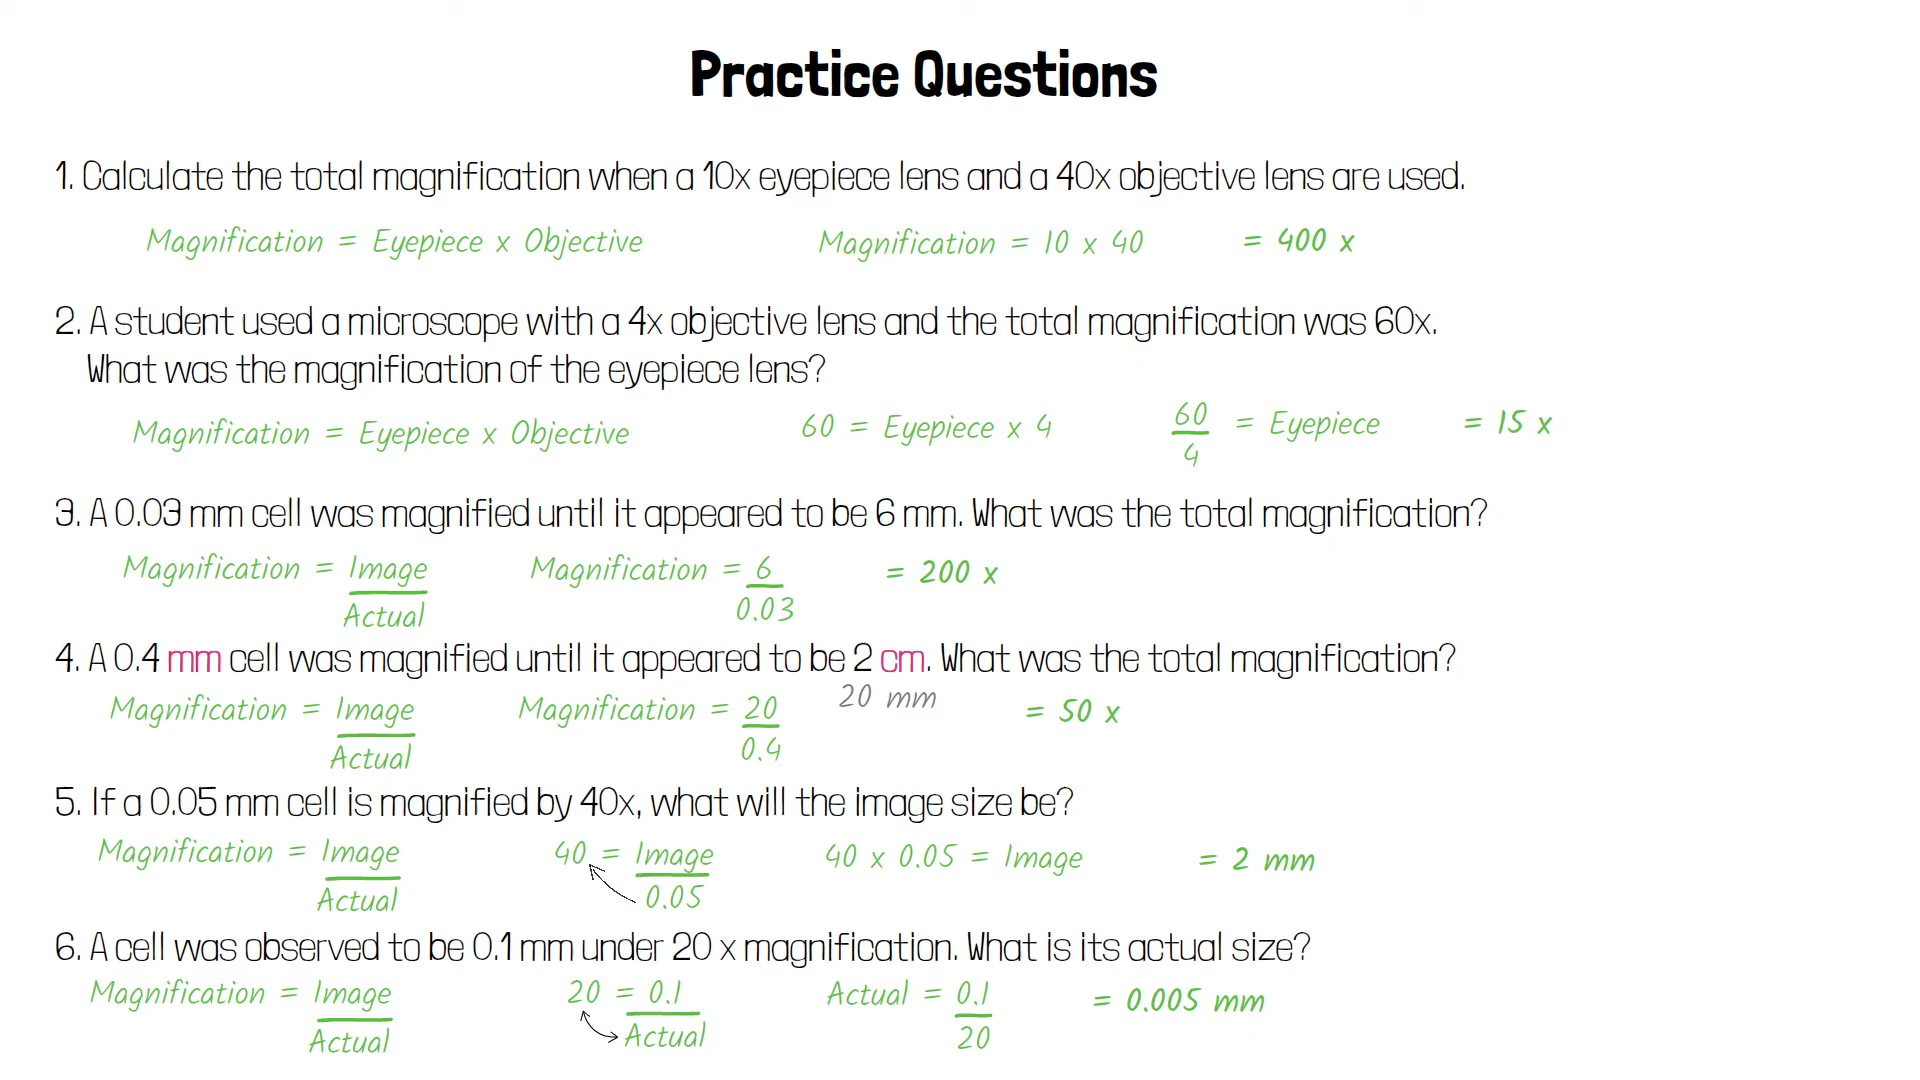 Practice Questions
1. Calculate the total magnification when a 10x eyepiece lens and a 40x objective lens are used.
Magnification = Eyepiece x Objective Magnification = 10 x 40 = 400 x
2. A student used a microscope with a 4x objective lens and the total magnification was 60x.
What was the magnification of the eyepiece lens?
Magnification = Eyepiece x Objective 60 = Eyepiece x 4 60 = Eyepiece = 15 x
4
3. A 0.03 mm cell was magnified until it appeared to be 6 mm. What was the total magnification?
Magnification = Image Magnification = 6 = 200 x
Actual 0.03
4. A 0.4 mm cell was magnified until it appeared to be 2 cm. What was the total magnification?
20 mm
Magnification = Image Magnification = 20 = 50 x
Actual 0.4
5. If a 0.05 mm cell is magnified by 40x, what will the image size be?
Magnification = Image 40 = Image 40 x 0.05 = Image = 2 mm
Actual 0.05
6. A cell was observed to be 0.1 mm under 20 x magnification. What is its actual size?
Magnification = Image 20 = 0.1 Actual = 0.1 = 0.005 mm
Actual Actual 20